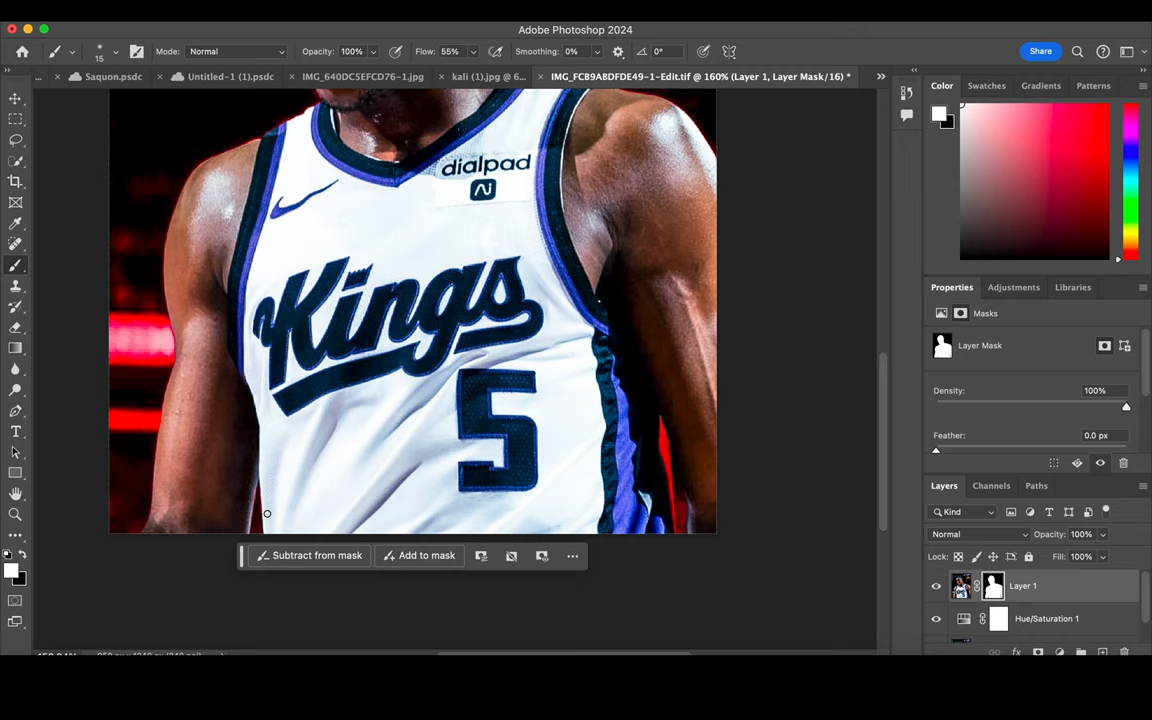 Adobe Photoshop 2024
15
Mode: Normal
Opacity: 100%
Flow: 55%
Smoothing: 0%
0°
Share
...
Saquon.psdc
Untitled-1 (1).psdc
IMG_640DC5EFCD76-1.jpg
kali (1).jpg @ 6...
IMG_FCB9ABDFDE49-1-Edit.tif @ 160% (Layer 1, Layer Mask/16) *
Color
Swatches
Gradients
Patterns
dialpad
Ai
Kings
5
Properties
Adjustments
Libraries
Masks
Layer Mask
Density:
100%
Feather:
0.0 px
Subtract from mask
Add to mask
Layers
Channels
Paths
Kind
Normal
Opacity: 100%
Lock:
Fill: 100%
Layer 1
Hue/Saturation 1